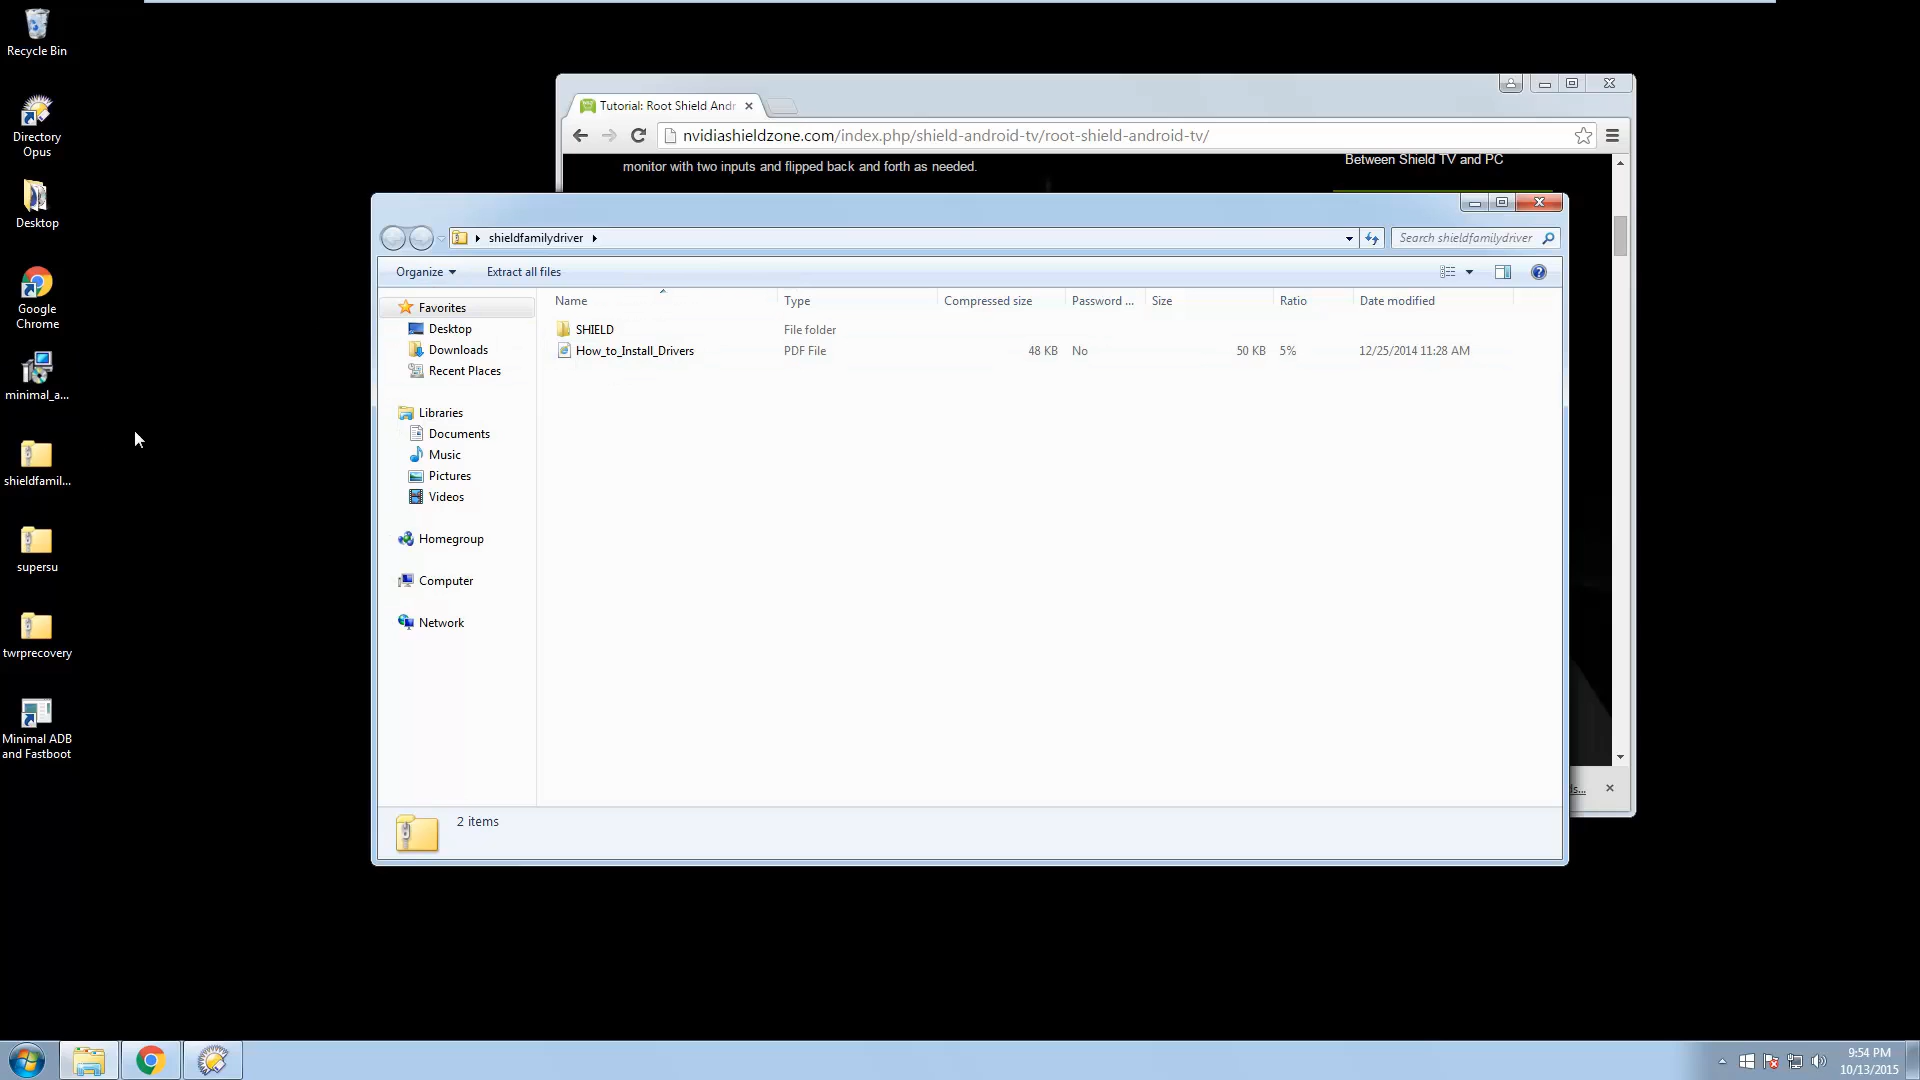 Recycle Bin
Directory
Opus
Desktop
Google
Chrome
minimal_a...
shieldfamil...
supersu
twrprecovery
Minimal ADB
and Fastboot
Tutorial: Root Shield Andr
nvidiashieldzone.com/index.php/shield-android-tv/root-shield-android-tv/
monitor with two inputs and flipped back and forth as needed.
Between Shield TV and PC
shieldfamilydriver
Search shieldfamilydriver
Organize
Extract all files
Favorites
Desktop
Downloads
Recent Places
Libraries
Documents
Music
Pictures
Videos
Homegroup
Computer
Network
Name Type Compressed size Password ... Size Ratio Date modified
SHIELD File folder
How_to_Install_Drivers PDF File 48 KB No 50 KB 5% 12/25/2014 11:28 AM
2 items
9:54 PM
10/13/2015